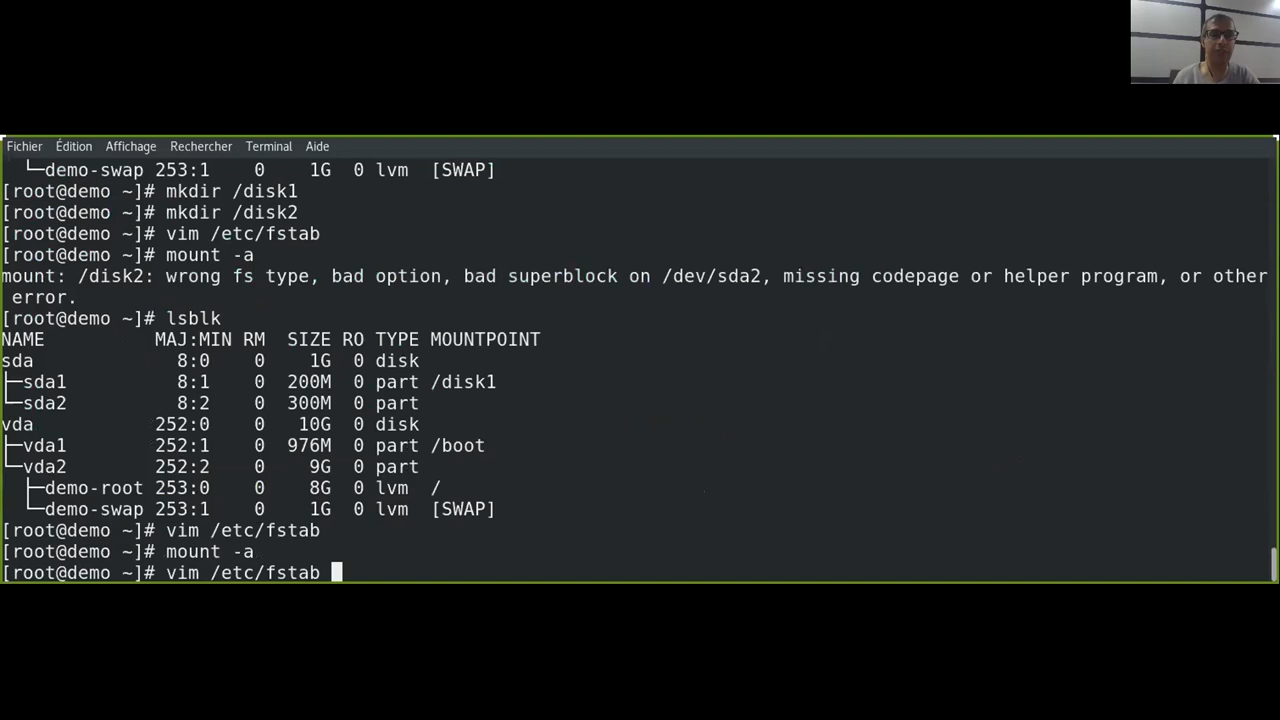 Fichier Édition Affichage Rechercher Terminal Aide
└─demo-swap 253:1 0 1G 0 lvm [SWAP]
[root@demo ~]# mkdir /disk1
[root@demo ~]# mkdir /disk2
[root@demo ~]# vim /etc/fstab
[root@demo ~]# mount -a
mount: /disk2: wrong fs type, bad option, bad superblock on /dev/sda2, missing codepage or helper program, or other
error.
[root@demo ~]# lsblk
NAME MAJ:MIN RM SIZE RO TYPE MOUNTPOINT
sda 8:0 0 1G 0 disk
├─sda1 8:1 0 200M 0 part /disk1
└─sda2 8:2 0 300M 0 part
vda 252:0 0 10G 0 disk
├─vda1 252:1 0 976M 0 part /boot
└─vda2 252:2 0 9G 0 part
├─demo-root 253:0 0 8G 0 lvm /
└─demo-swap 253:1 0 1G 0 lvm [SWAP]
[root@demo ~]# vim /etc/fstab
[root@demo ~]# mount -a
[root@demo ~]# vim /etc/fstab